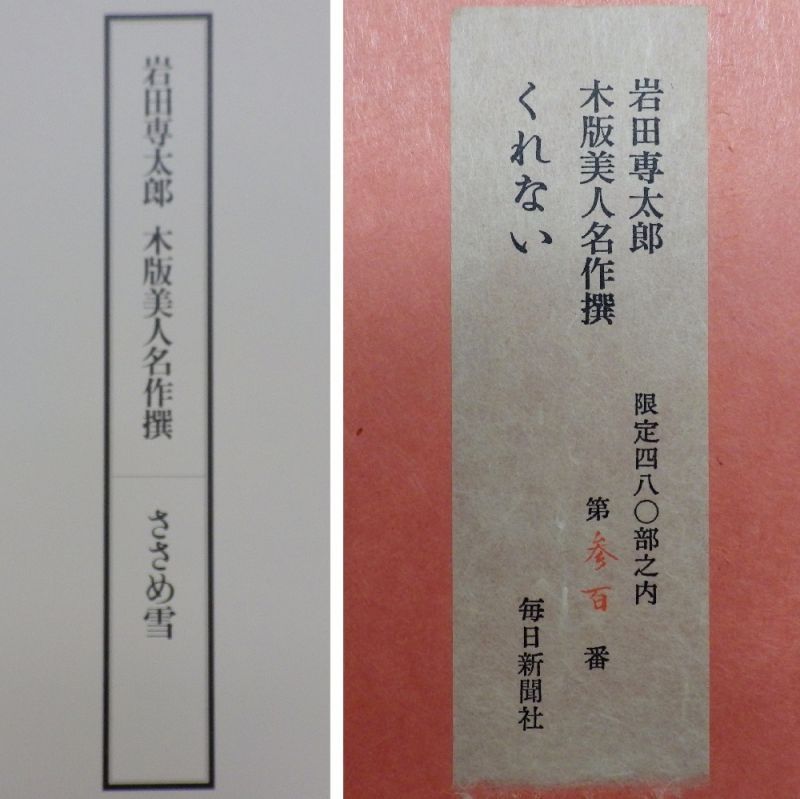 岩田専太郎 木版美人名作撰 ささめ雪
岩田専太郎
木版美人名作撰
くれない
限定四八〇部之内
第参百番
毎日新聞社